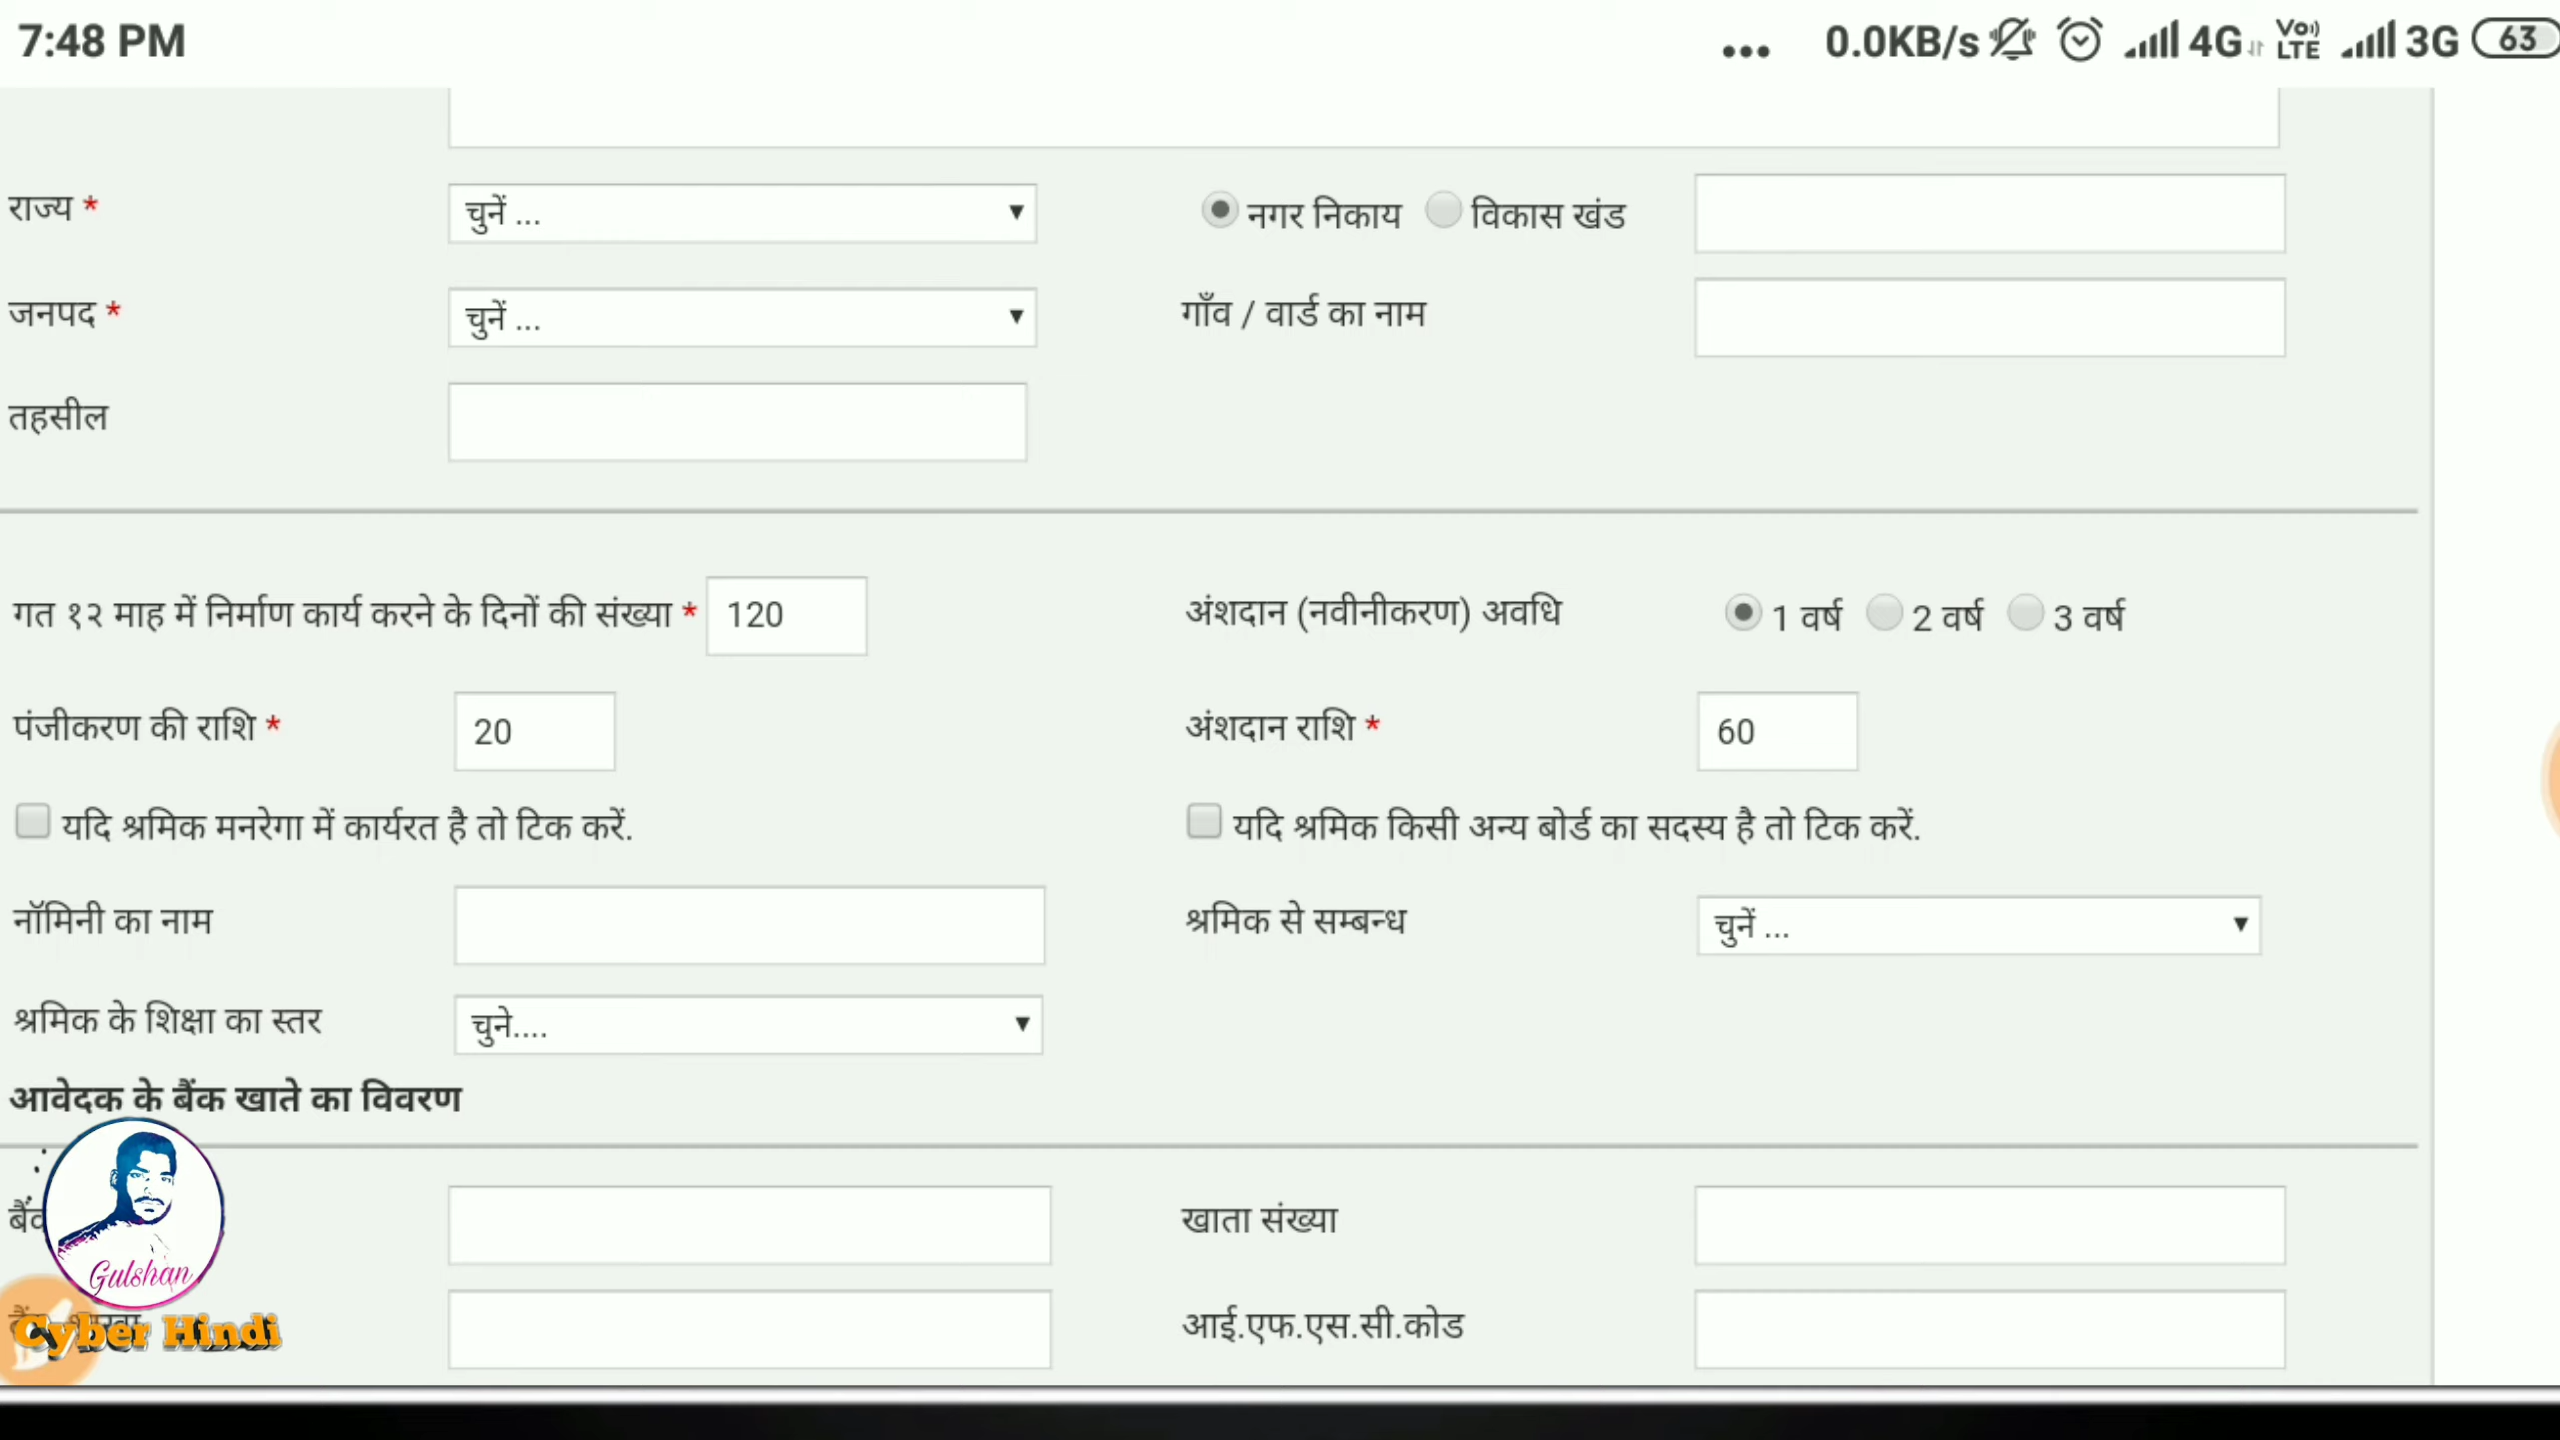 7:48 PM ... 0.0KB/s 4G VoLTE 3G 63
राज्य * चुनें ... नगर निकाय विकास खंड
जनपद * चुनें ... गाँव / वार्ड का नाम
तहसील
गत १२ माह में निर्माण कार्य करने के दिनों की संख्या * 120 अंशदान (नवीनीकरण) अवधि 1 वर्ष 2 वर्ष 3 वर्ष
पंजीकरण की राशि * 20 अंशदान राशि * 60
यदि श्रमिक मनरेगा में कार्यरत है तो टिक करें. यदि श्रमिक किसी अन्य बोर्ड का सदस्य है तो टिक करें.
नॉमिनी का नाम श्रमिक से सम्बन्ध चुनें ...
श्रमिक के शिक्षा का स्तर चुने....
आवेदक के बैंक खाते का विवरण
खाता संख्या
Gulshan
आई.एफ.एस.सी.कोड
Cyber Hindi